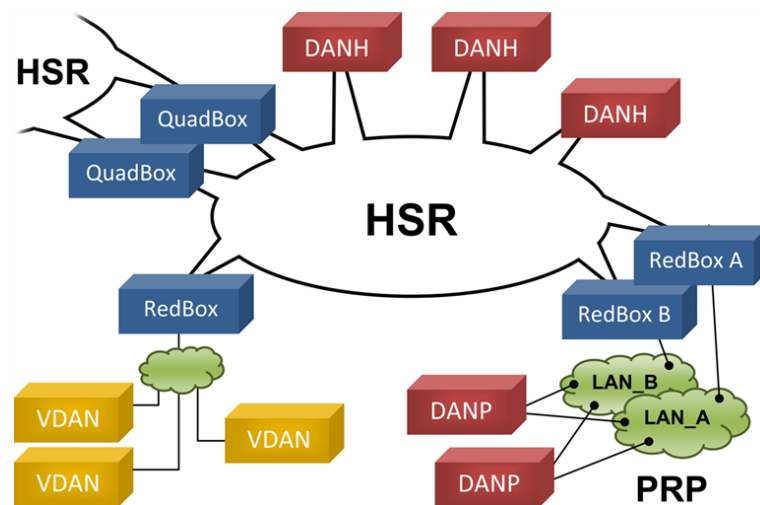 DANH
DANH
HSR
QuadBox
DANH
QuadBox
HSR
RedBox A
RedBox
RedBox B
LAN_B
VDAN
DANP
LAN_A
VDAN
VDAN
DANP
PRP